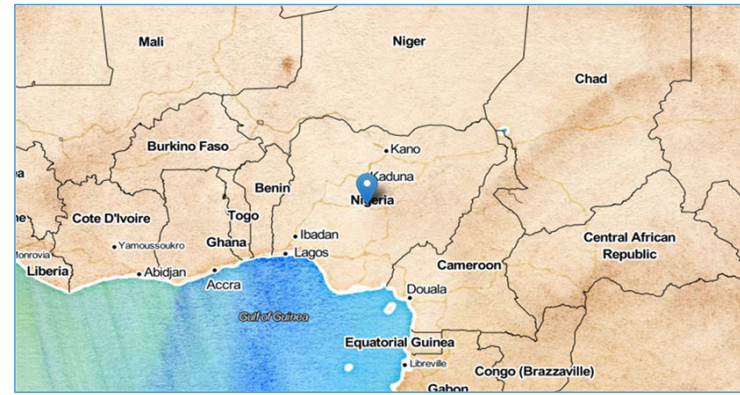 Mali
Niger
Chad
Burkino Faso
Kano
Kaduna
Benin
Nigeria
Togo
Cote D'Ivoire
Ibadan
Ghana
Yamoussoukro
Lagos
Central African
Republic
Monrovia
Liberia
Abidjan
Cameroon
Accra
Douala
Gulf of Guinea
Equatorial Guinea
Libreville
Congo (Brazzaville)
Gabon